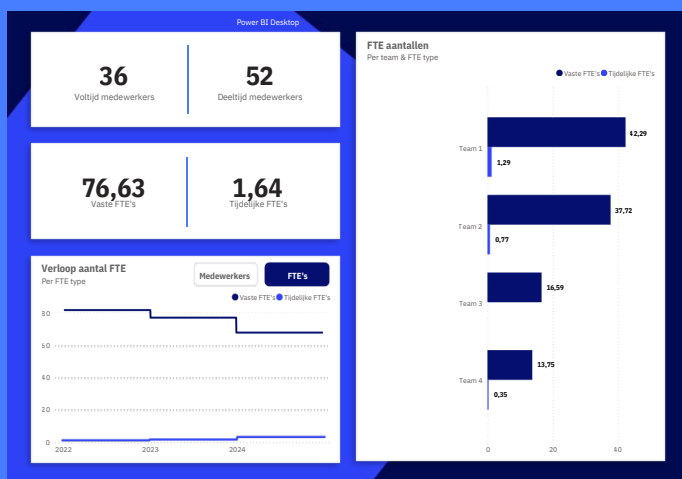 Power BI Desktop
36
Voltijd medewerkers
52
Deeltijd medewerkers
76,63
Vaste FTE's
1,64
Tijdelijke FTE's
Verloop aantal FTE
Per FTE type
Medewerkers
FTE's
Vaste FTE's Tijdelijke FTE's
80
60
40
20
0
2022 2023 2024
FTE aantallen
Per team & FTE type
Vaste FTE's Tijdelijke FTE's
Team 1
42,29
1,29
Team 2
37,72
0,77
Team 3
16,59
Team 4
13,75
0,35
0 20 40